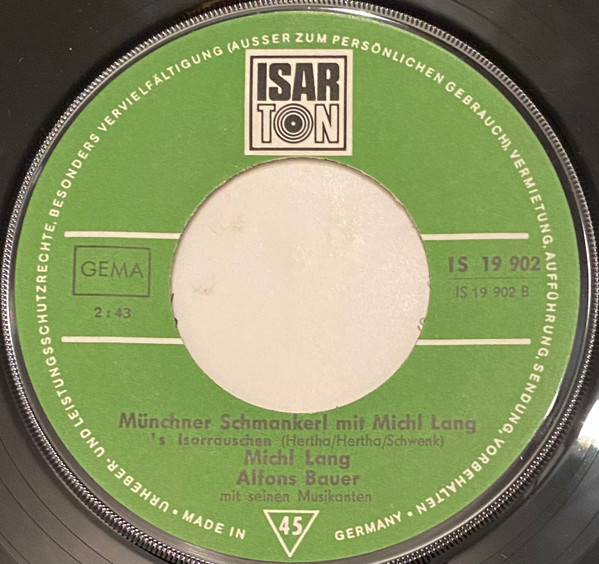 ISAR
TON
URHEBER- UND LEISTUNGSSCHUTZRECHTE, BESONDERS VERVIELFÄLTIGUNG (AUSSER ZUM PERSÖNLICHEN GEBRAUCH), VERMIETUNG, AUFFÜHRUNG, SENDUNG, VORBEHALTEN
GEMA
2:43
IS 19 902
IS 19 902 B
Münchner Schmankerl mit Michl Lang
's Isarrauschen (Hertha/Hertha/Schwenk)
Michl Lang
Alfons Bauer
mit seinen Musikanten
• MADE IN
45
GERMANY •